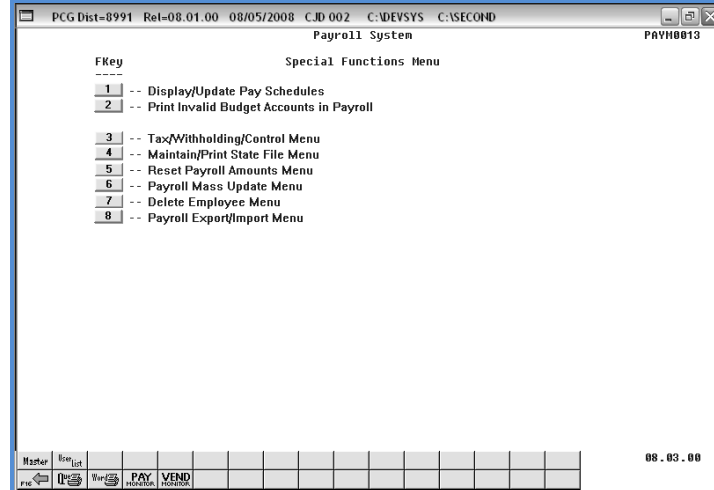 PCG Dist=8991 Rel=08.01.00 08/05/2008 CJD 002 C:\DEVSYS C:\SECOND
Payroll System PAYM0013
FKey Special Functions Menu
----
1 -- Display/Update Pay Schedules
2 -- Print Invalid Budget Accounts in Payroll
3 -- Tax/Withholding/Control Menu
4 -- Maintain/Print State File Menu
5 -- Reset Payroll Amounts Menu
6 -- Payroll Mass Update Menu
7 -- Delete Employee Menu
8 -- Payroll Export/Import Menu
Master User List 08.03.00
F16 Que Wor PAY MONITOR VEND MONITOR